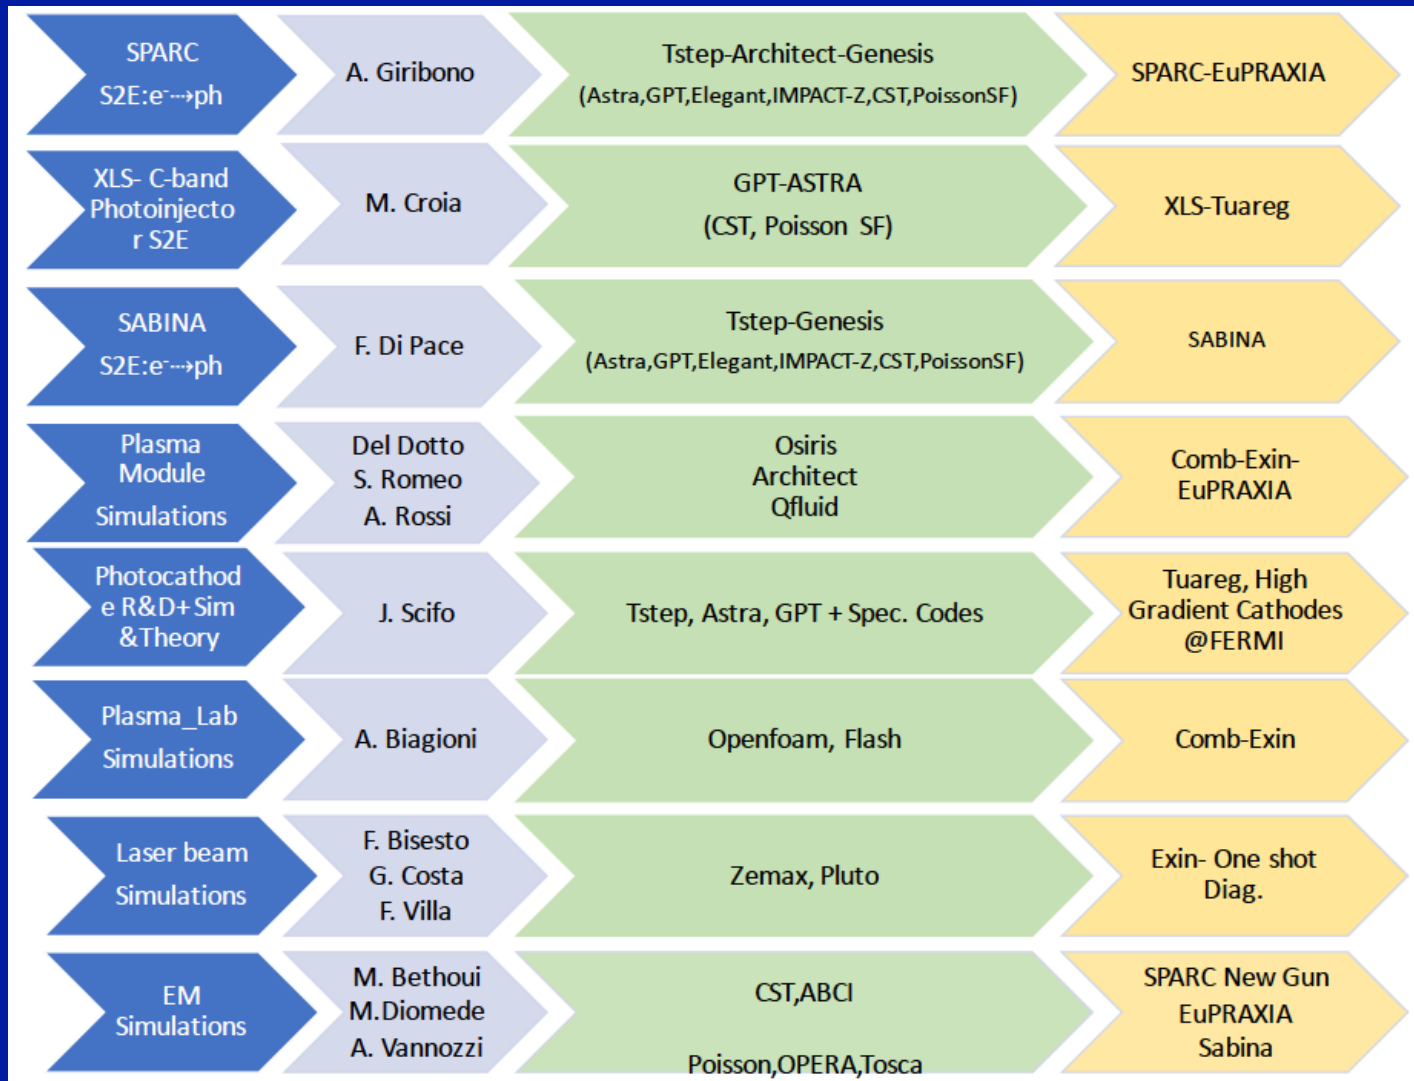 SPARC
S2E:e⁻⇢ph
A. Giribono
Tstep-Architect-Genesis
(Astra,GPT,Elegant,IMPACT-Z,CST,PoissonSF)
SPARC-EuPRAXIA
XLS- C-band
Photoinjecto
r S2E
M. Croia
GPT-ASTRA
(CST, Poisson SF)
XLS-Tuareg
SABINA
S2E:e⁻⇢ph
F. Di Pace
Tstep-Genesis
(Astra,GPT,Elegant,IMPACT-Z,CST,PoissonSF)
SABINA
Plasma
Module
Simulations
Del Dotto
S. Romeo
A. Rossi
Osiris
Architect
Qfluid
Comb-Exin-
EuPRAXIA
Photocathod
e R&D+Sim
&Theory
J. Scifo
Tstep, Astra, GPT + Spec. Codes
Tuareg, High
Gradient Cathodes
@FERMI
Plasma_Lab
Simulations
A. Biagioni
Openfoam, Flash
Comb-Exin
Laser beam
Simulations
F. Bisesto
G. Costa
F. Villa
Zemax, Pluto
Exin- One shot
Diag.
EM
Simulations
M. Bethoui
M.Diomede
A. Vannozzi
CST,ABCI
Poisson,OPERA,Tosca
SPARC New Gun
EuPRAXIA
Sabina